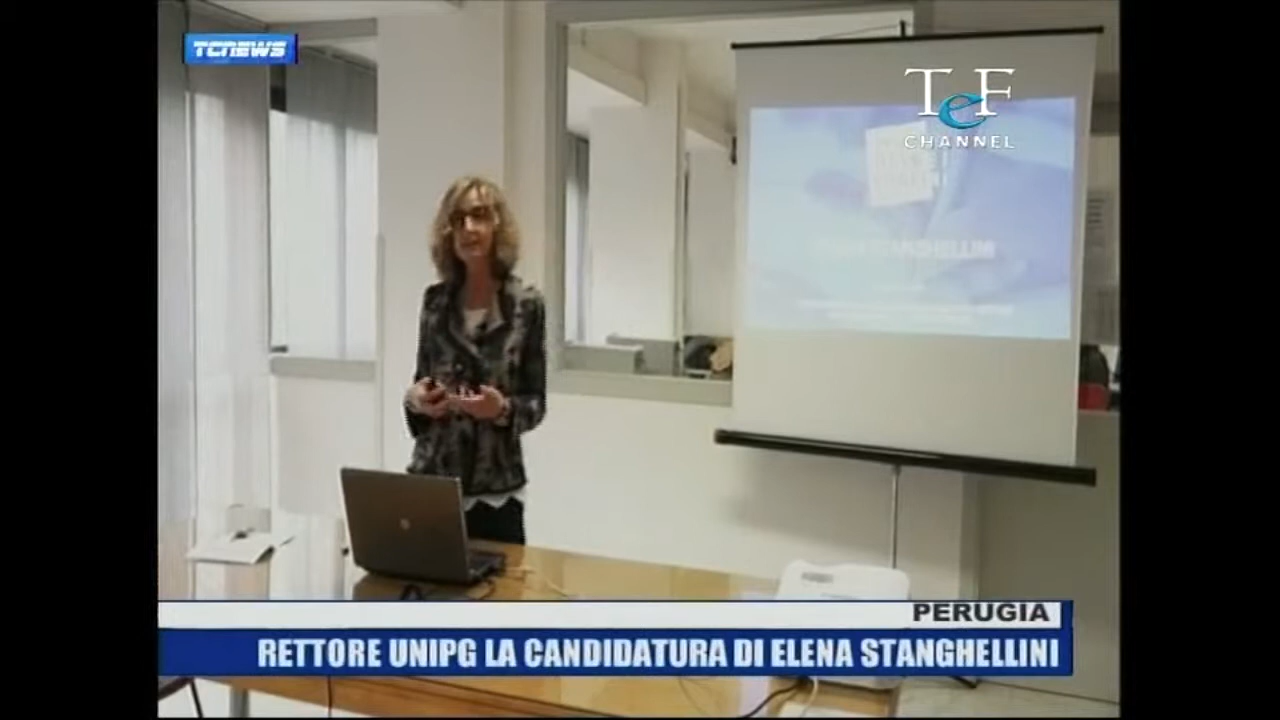 TCNEWS
TeF
CHANNEL
PERUGIA
RETTORE UNIPG LA CANDIDATURA DI ELENA STANGHELLINI